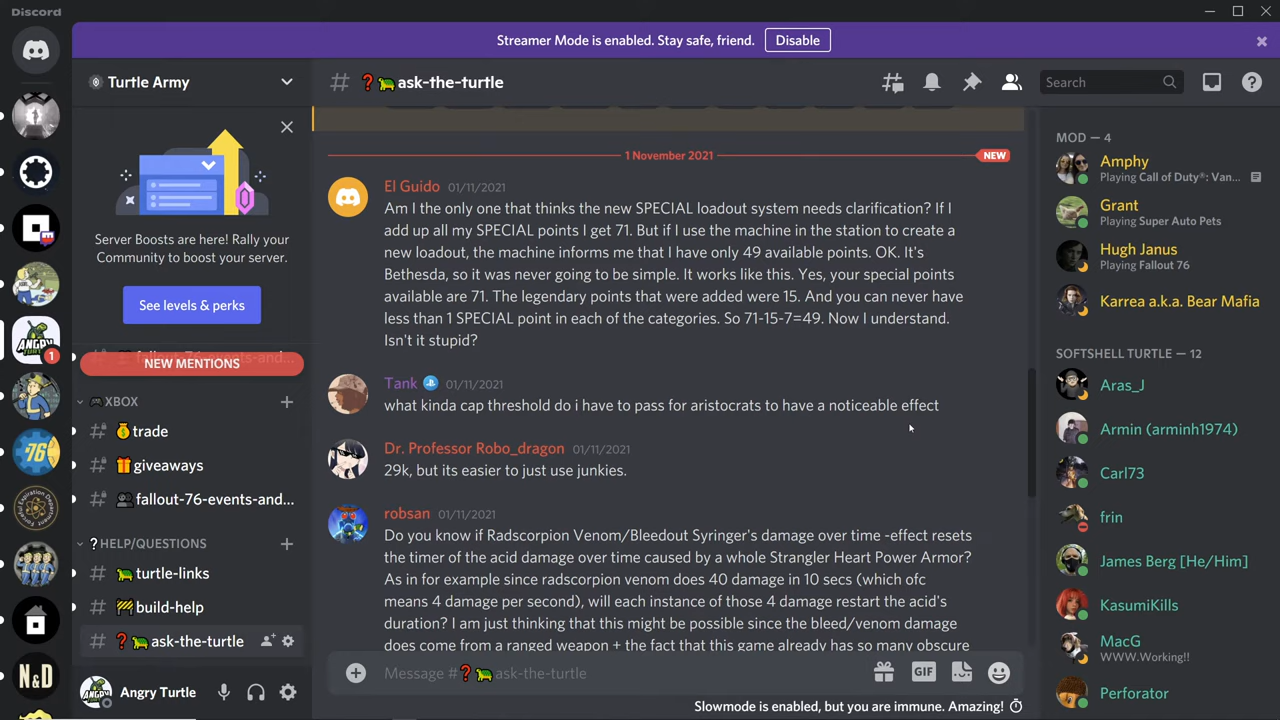 Discord
Streamer Mode is enabled. Stay safe, friend.
Disable
Turtle Army
ask-the-turtle
Search
Server Boosts are here! Rally your
Community to boost your server.
See levels & perks
fallout-76-events-and...
NEW MENTIONS
XBOX
trade
giveaways
fallout-76-events-and...
HELP/QUESTIONS
turtle-links
build-help
ask-the-turtle
Angry Turtle
1
76
N&D
ANGRY
1 November 2021
NEW
El Guido 01/11/2021
Am I the only one that thinks the new SPECIAL loadout system needs clarification? If I
add up all my SPECIAL points I get 71. But if I use the machine in the station to create a
new loadout, the machine informs me that I have only 49 available points. OK. It's
Bethesda, so it was never going to be simple. It works like this. Yes, your special points
available are 71. The legendary points that were added were 15. And you can never have
less than 1 SPECIAL point in each of the categories. So 71-15-7=49. Now I understand.
Isn't it stupid?
Tank 01/11/2021
what kinda cap threshold do i have to pass for aristocrats to have a noticeable effect
Dr. Professor Robo_dragon 01/11/2021
29k, but its easier to just use junkies.
robsan 01/11/2021
Do you know if Radscorpion Venom/Bleedout Syringer's damage over time -effect resets
the timer of the acid damage over time caused by a whole Strangler Heart Power Armor?
As in for example since radscorpion venom does 40 damage in 10 secs (which ofc
means 4 damage per second), will each instance of those 4 damage restart the acid's
duration? I am just thinking that this might be possible since the bleed/venom damage
does come from a ranged weapon + the fact that this game already has so many obscure
Message #❓🐢ask-the-turtle
GIF
Slowmode is enabled, but you are immune. Amazing!
MOD — 4
Amphy
Playing Call of Duty®: Van...
Grant
Playing Super Auto Pets
Hugh Janus
Playing Fallout 76
Karrea a.k.a. Bear Mafia
SOFTSHELL TURTLE — 12
Aras_J
Armin (arminh1974)
Carl73
frin
James Berg [He/Him]
KasumiKills
MacG
WWW.Working!!
Perforator